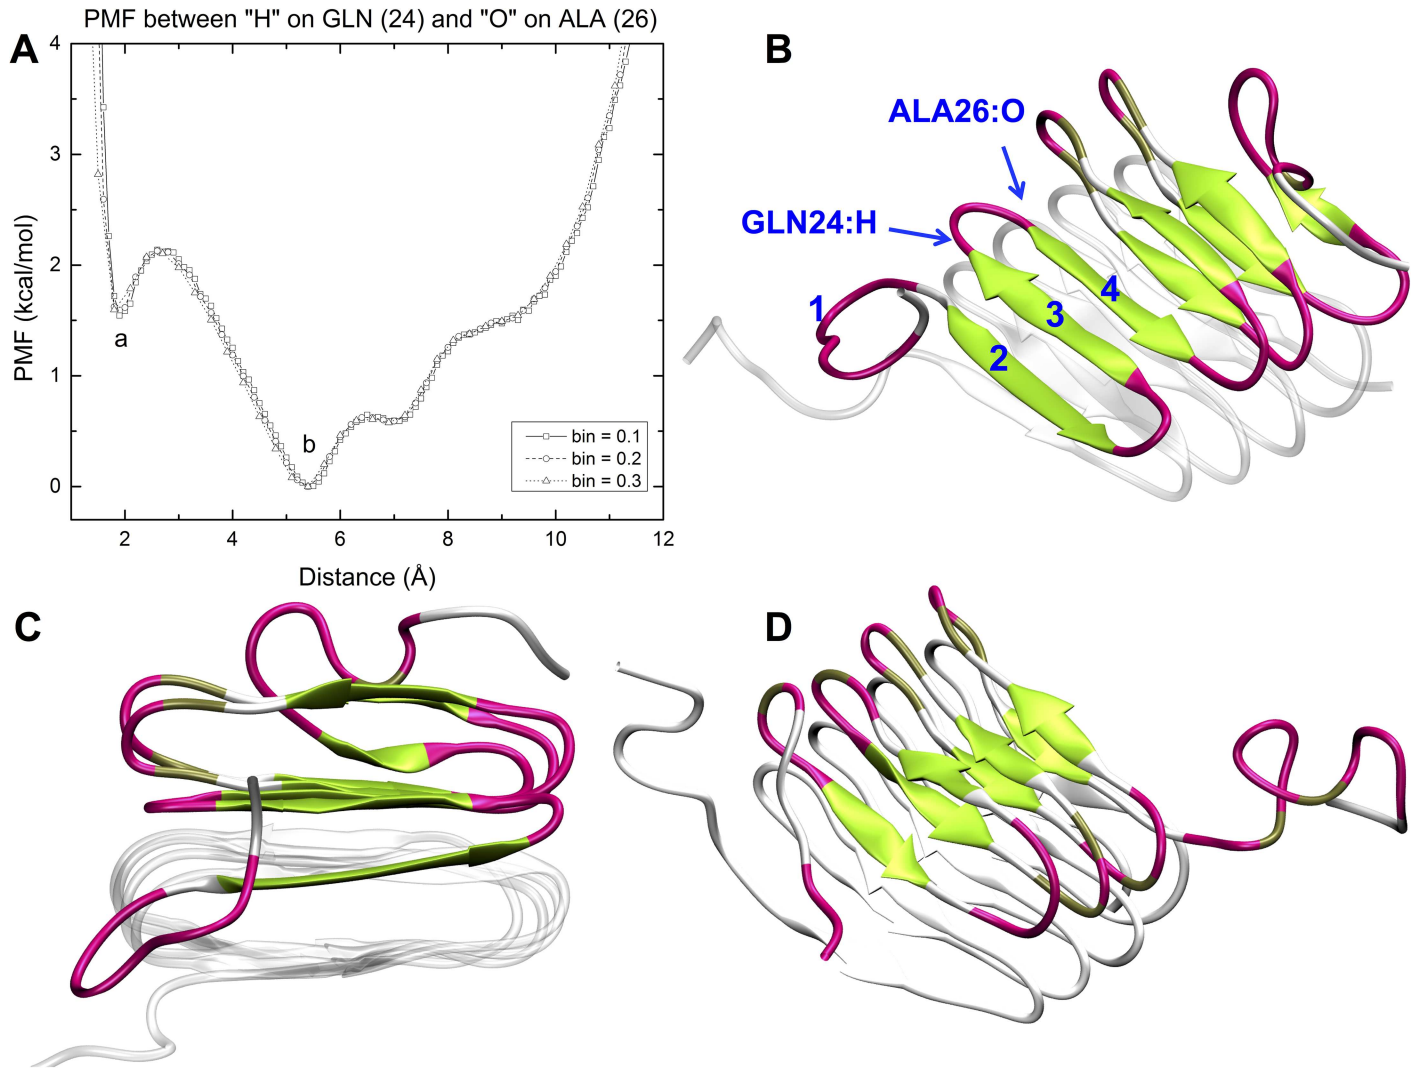 PMF between "H" on GLN (24) and "O" on ALA (26)
A
4
3
2
1
0
PMF (kcal/mol)
a
b
bin = 0.1
bin = 0.2
bin = 0.3
2
4
6
8
10
12
Distance (Å)
B
ALA26:O
GLN24:H
1
2
3
4
C
D